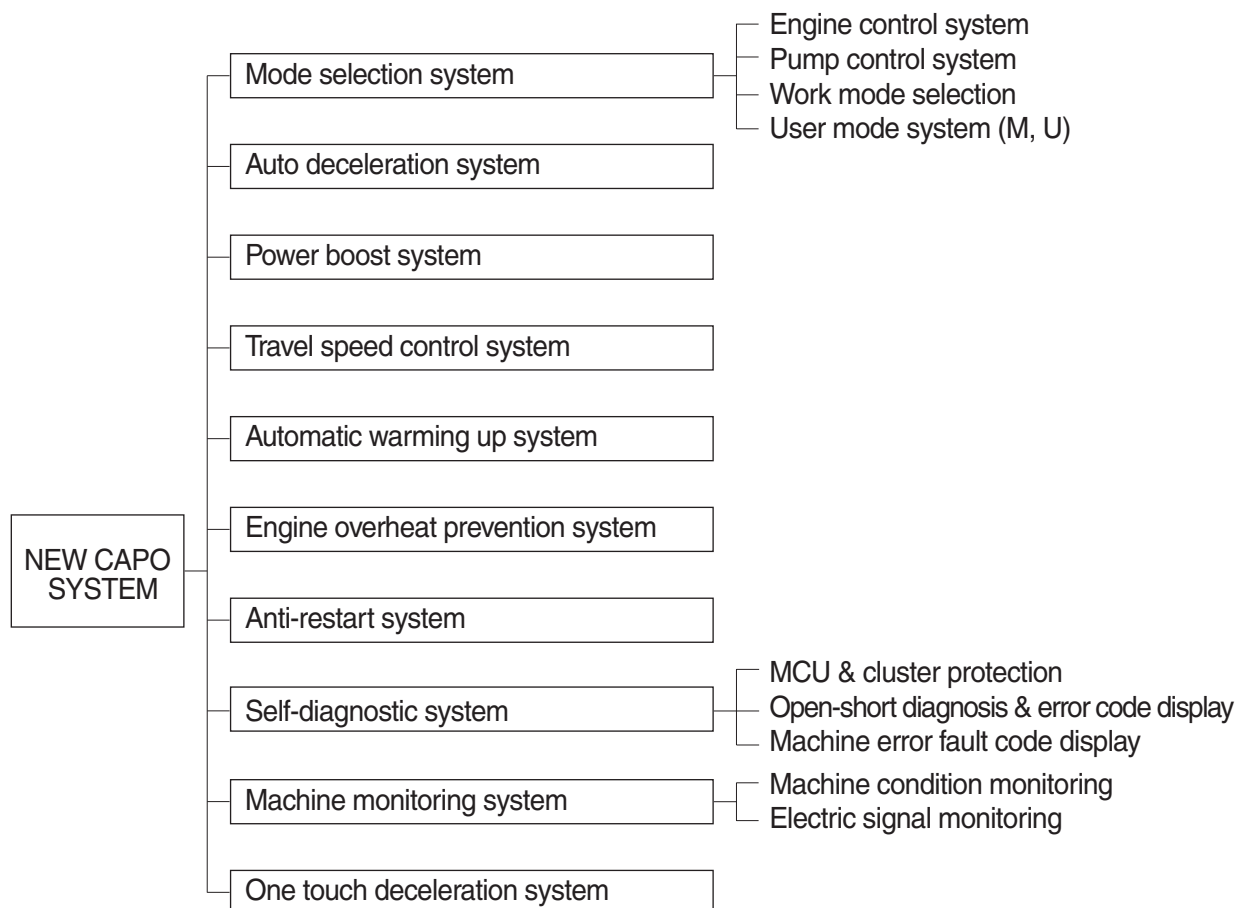 Engine control system
Pump control system
Mode selection system
Work mode selection
User mode system (M, U)
Auto deceleration system
Power boost system
Travel speed control system
Automatic warming up system
Engine overheat prevention system
NEW CAPO
SYSTEM
Anti-restart system
MCU & cluster protection
Self-diagnostic system
Open-short diagnosis & error code display
Machine error fault code display
Machine condition monitoring
Machine monitoring system
Electric signal monitoring
One touch deceleration system